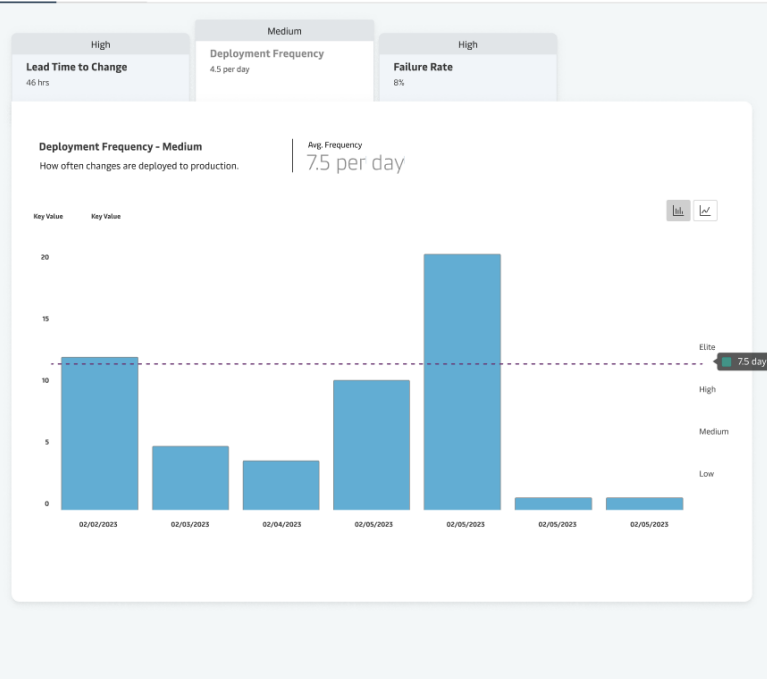 High
Lead Time to Change
46 hrs
Medium
Deployment Frequency
4.5 per day
High
Failure Rate
8%
Deployment Frequency - Medium
How often changes are deployed to production.
Avg. Frequency
7.5 per day
Key Value
Key Value
20
15
10
5
0
Elite
7.5 day
High
Medium
Low
02/02/2023
02/03/2023
02/04/2023
02/05/2023
02/05/2023
02/05/2023
02/05/2023